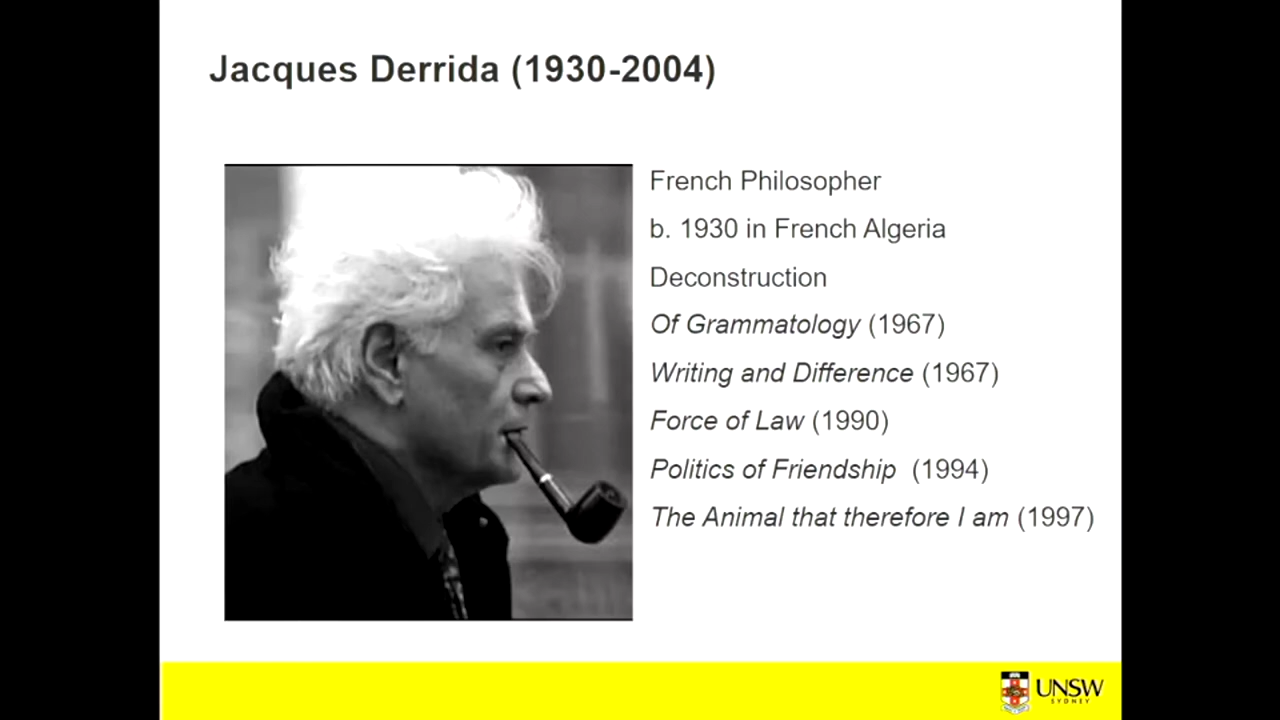 Jacques Derrida (1930-2004)
French Philosopher
b. 1930 in French Algeria
Deconstruction
Of Grammatology (1967)
Writing and Difference (1967)
Force of Law (1990)
Politics of Friendship (1994)
The Animal that therefore I am (1997)
UNSW
SYDNEY